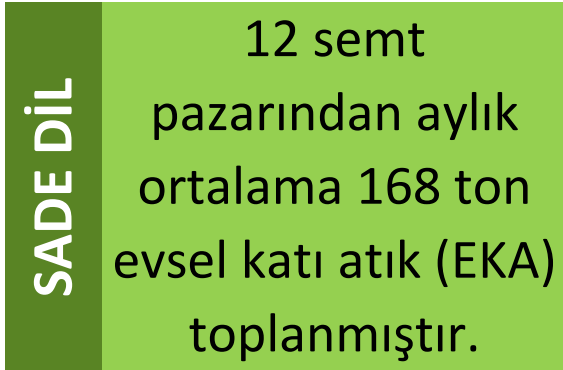 SADE DİL
12 semt
pazarından aylık
ortalama 168 ton
evsel katı atık (EKA)
toplanmıştır.